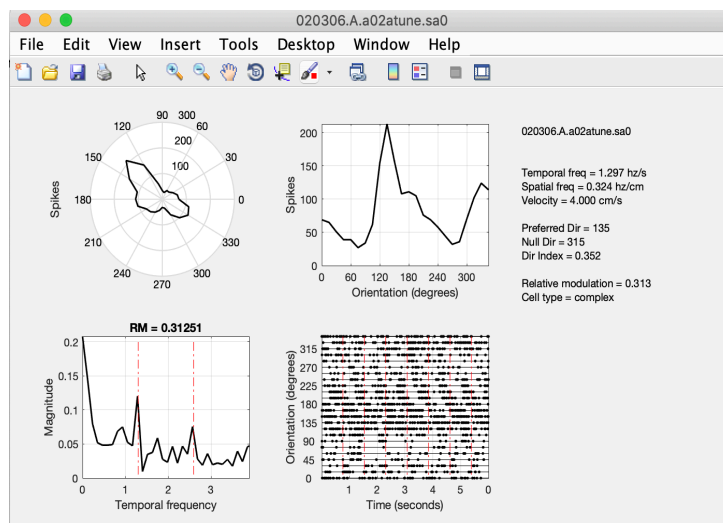 020306.A.a02atune.sa0
File Edit View Insert Tools Desktop Window Help
90 300
120 60
200
150 30
100
180 0
210 330
240 300
270
Spikes
200
150
100
50
0
0 60 120 180 240 300
Spikes
Orientation (degrees)
020306.A.a02atune.sa0
Temporal freq = 1.297 hz/s
Spatial freq = 0.324 hz/cm
Velocity = 4.000 cm/s
Preferred Dir = 135
Null Dir = 315
Dir Index = 0.352
Relative modulation = 0.313
Cell type = complex
RM = 0.31251
0.2
0.15
0.1
0.05
0
0 1 2 3
Magnitude
Temporal frequency
315
270
225
180
135
90
45
0
1 2 3 4 5 0
Orientation (degrees)
Time (seconds)